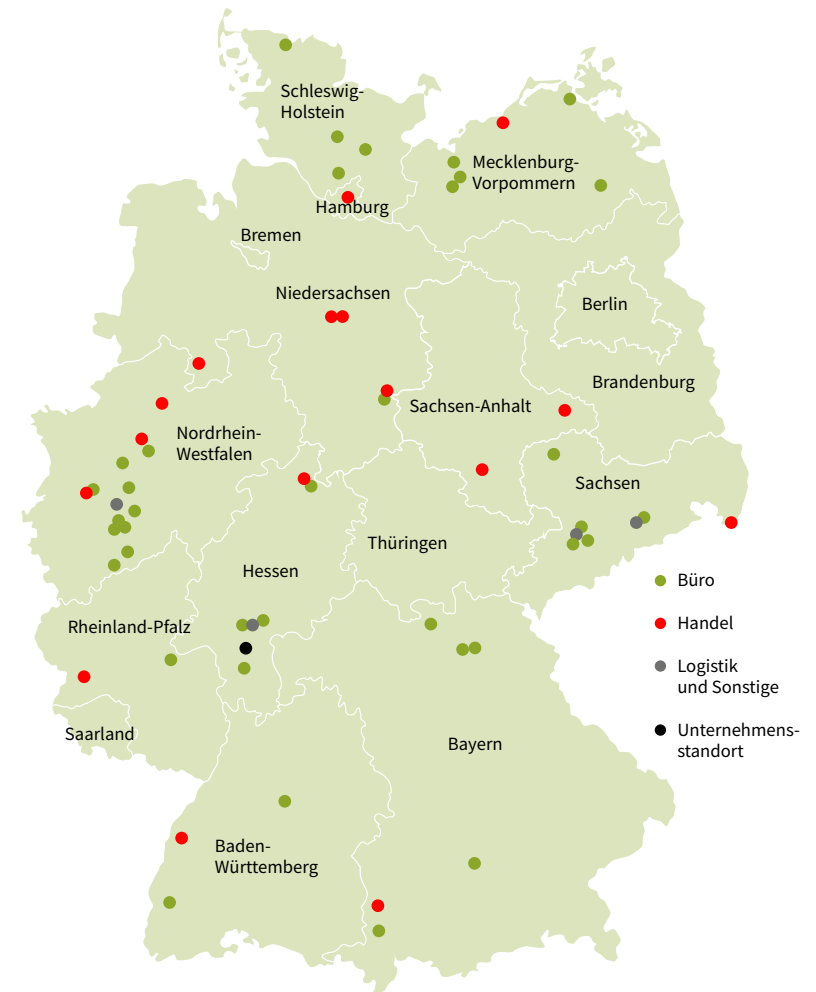 Schleswig-
Holstein
Mecklenburg-
Vorpommern
Hamburg
Bremen
Niedersachsen
Berlin
Brandenburg
Sachsen-Anhalt
Nordrhein-
Westfalen
Sachsen
Thüringen
Hessen
Rheinland-Pfalz
Saarland
Bayern
Baden-
Württemberg
Büro
Handel
Logistik
und Sonstige
Unternehmens-
standort